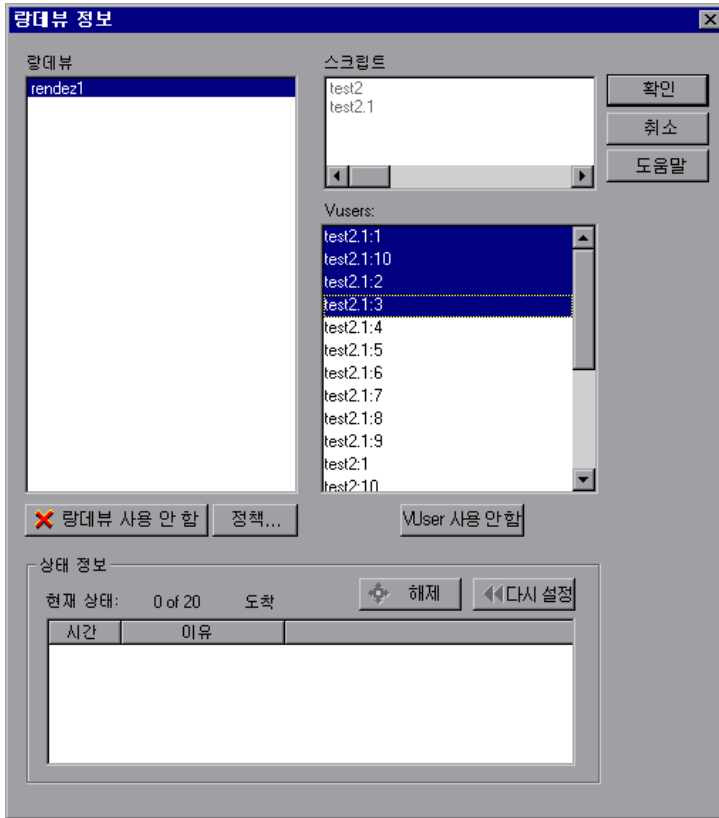 랑데뷰 정보
랑데뷰
rendez1
스크립트
test2
test2.1
확인
취소
도움말
Vusers:
test2.1:1
test2.1:10
test2.1:2
test2.1:3
test2.1:4
test2.1:5
test2.1:6
test2.1:7
test2.1:8
test2.1:9
test2:1
test2:10
랑데뷰 사용 안 함
정책...
VUser 사용 안함
상태 정보
현재 상태: 0 of 20 도착
해제
다시 설정
시간 이유